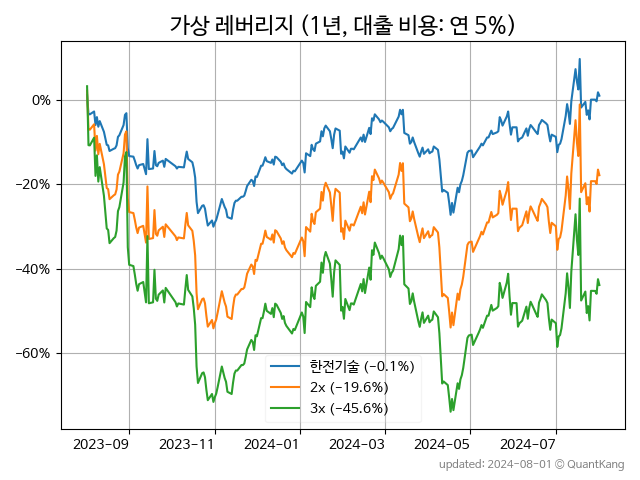 가상 레버리지 (1년, 대출 비용: 연 5%)
0%
−20%
−40%
−60%
한전기술 (−0.1%)
2x (−19.6%)
3x (−45.6%)
2023-09
2023-11
2024-01
2024-03
2024-05
2024-07
updated: 2024-08-01 © QuantKang